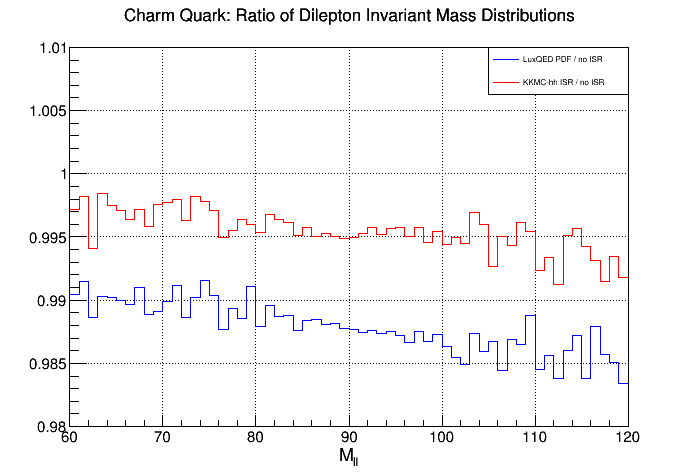 Charm Quark: Ratio of Dilepton Invariant Mass Distributions
LuxQED PDF / no ISR
KKMC-hh ISR / no ISR
1.01
1.005
1
0.995
0.99
0.985
0.98
60 70 80 90 100 110 120
M_ll